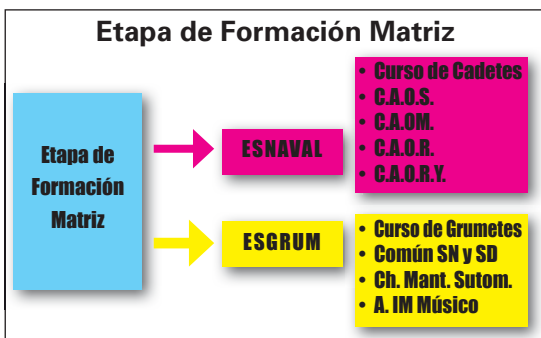 Etapa de Formación Matriz
Etapa de
Formación
Matriz
ESNAVAL
• Curso de Cadetes
• C.A.O.S.
• C.A.OM.
• C.A.O.R.
• C.A.O.R.Y.
ESGRUM
• Curso de Grumetes
• Común SN y SD
• Ch. Mant. Sutom.
• A. IM Músico